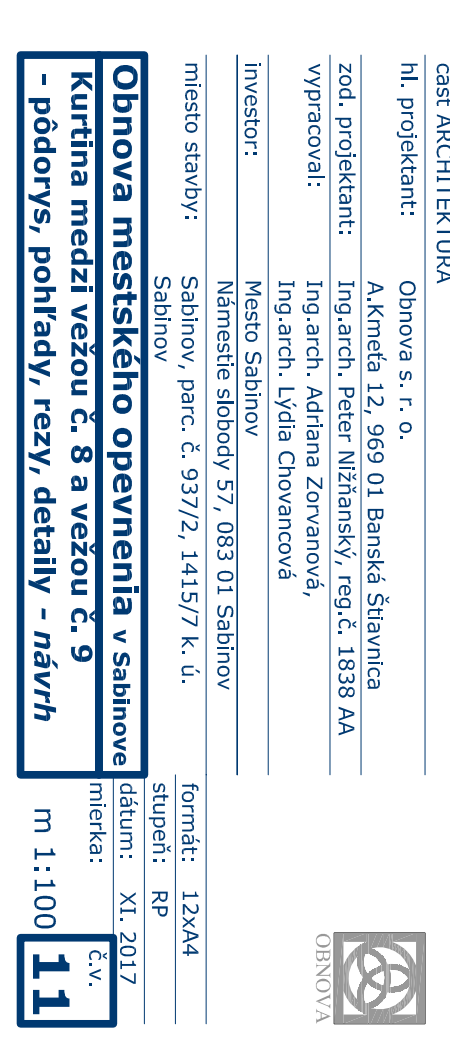 cast ARCHITEKTURA
hl. projektant: Obnova s. r. o.
A.Kmeťa 12, 969 01 Banská Štiavnica
zod. projektant: Ing.arch. Peter Nižňanský, reg.č. 1838 AA
vypracoval: Ing.arch. Adriana Zorvanová,
Ing.arch. Lýdia Chovancová
investor: Mesto Sabinov
Námestie slobody 57, 083 01 Sabinov
miesto stavby: Sabinov, parc. č. 937/2, 1415/7 k. ú.
Sabinov
formát: 12xA4
stupeň: RP
dátum: XI. 2017
mierka:
m 1:100
Obnova mestského opevnenia v Sabinove
Kurtina medzi vežou č. 8 a vežou č. 9
- pôdorys, pohľady, rezy, detaily - návrh
č.v.
11
OBNOVA